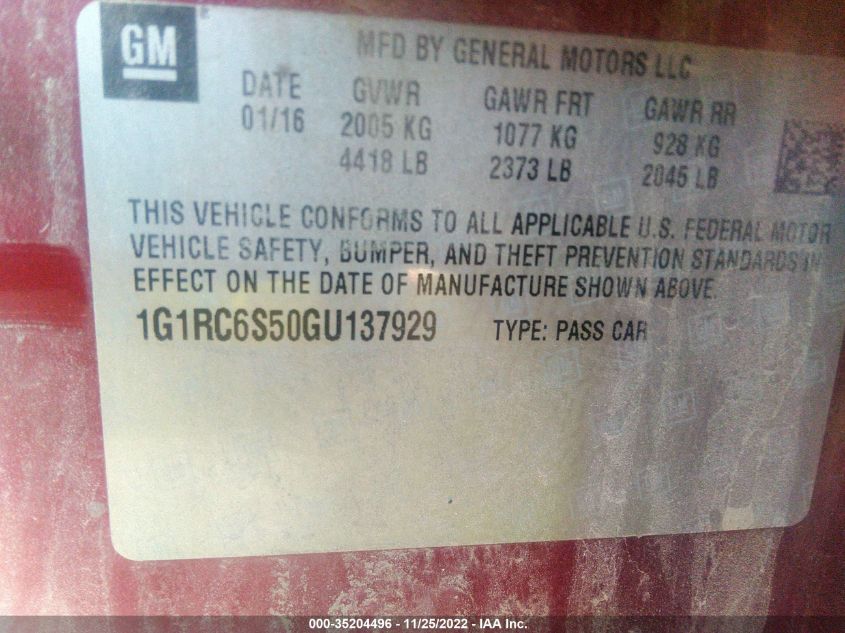 GM
MFD BY GENERAL MOTORS LLC
DATE GVWR GAWR FRT GAWR RR
01/16 2005 KG 1077 KG 928 KG
4418 LB 2373 LB 2045 LB
THIS VEHICLE CONFORMS TO ALL APPLICABLE U.S. FEDERAL MOTOR
VEHICLE SAFETY, BUMPER, AND THEFT PREVENTION STANDARDS IN
EFFECT ON THE DATE OF MANUFACTURE SHOWN ABOVE.
1G1RC6S50GU137929 TYPE: PASS CAR
000-35204496 - 11/25/2022 - IAA Inc.